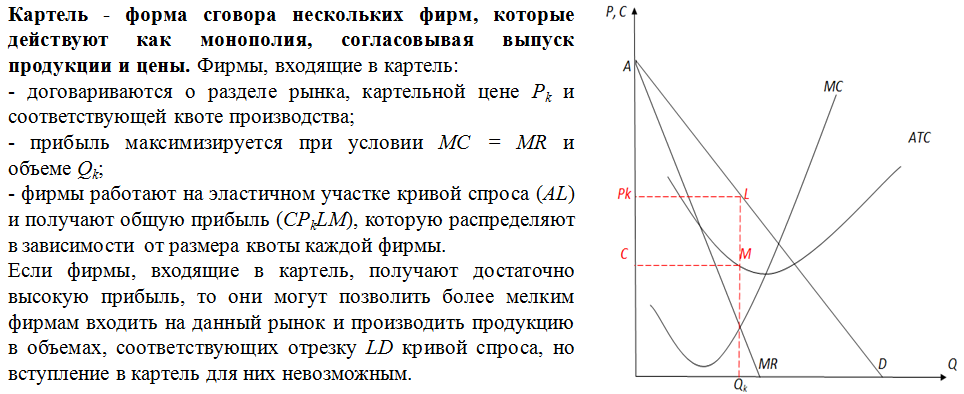 Картель - форма сговора нескольких фирм, которые
действуют как монополия, согласовывая выпуск
продукции и цены. Фирмы, входящие в картель:
- договариваются о разделе рынка, картельной цене Pk и
соответствующей квоте производства;
- прибыль максимизируется при условии MC = MR и
объеме Qk;
- фирмы работают на эластичном участке кривой спроса (AL)
и получают общую прибыль (CPkLM), которую распределяют
в зависимости от размера квоты каждой фирмы.
Если фирмы, входящие в картель, получают достаточно
высокую прибыль, то они могут позволить более мелким
фирмам входить на данный рынок и производить продукцию
в объемах, соответствующих отрезку LD кривой спроса, но
вступление в картель для них невозможным.
P, C
A
MC
ATC
Pk
L
C
M
MR
D
Q
Qk